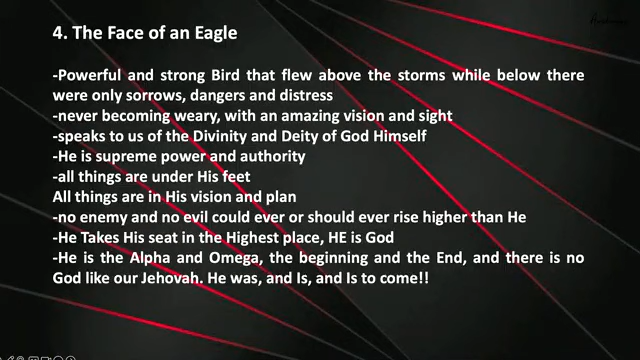 4. The Face of an Eagle
-Powerful and strong Bird that flew above the storms while below there
were only sorrows, dangers and distress
-never becoming weary, with an amazing vision and sight
-speaks to us of the Divinity and Deity of God Himself
-He is supreme power and authority
-all things are under His feet
All things are in His vision and plan
-no enemy and no evil could ever or should ever rise higher than He
-He Takes His seat in the Highest place, HE is God
-He is the Alpha and Omega, the beginning and the End, and there is no
God like our Jehovah. He was, and Is, and Is to come!!